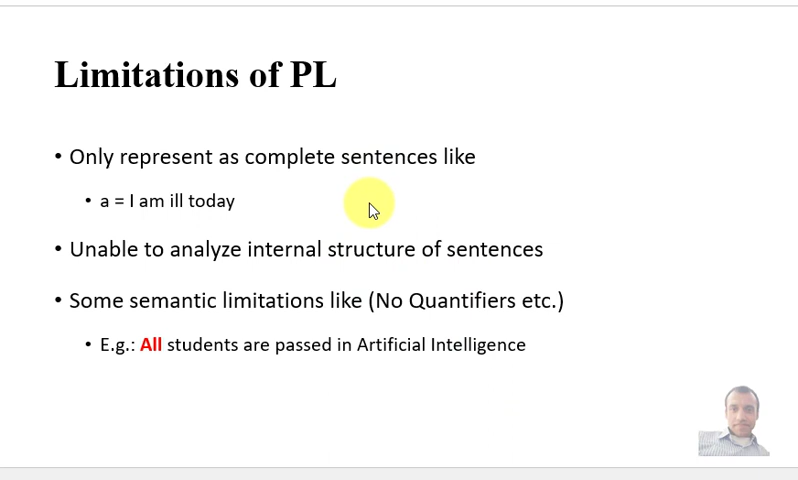 Limitations of PL
• Only represent as complete sentences like
• a = I am ill today
• Unable to analyze internal structure of sentences
• Some semantic limitations like (No Quantifiers etc.)
• E.g.: All students are passed in Artificial Intelligence